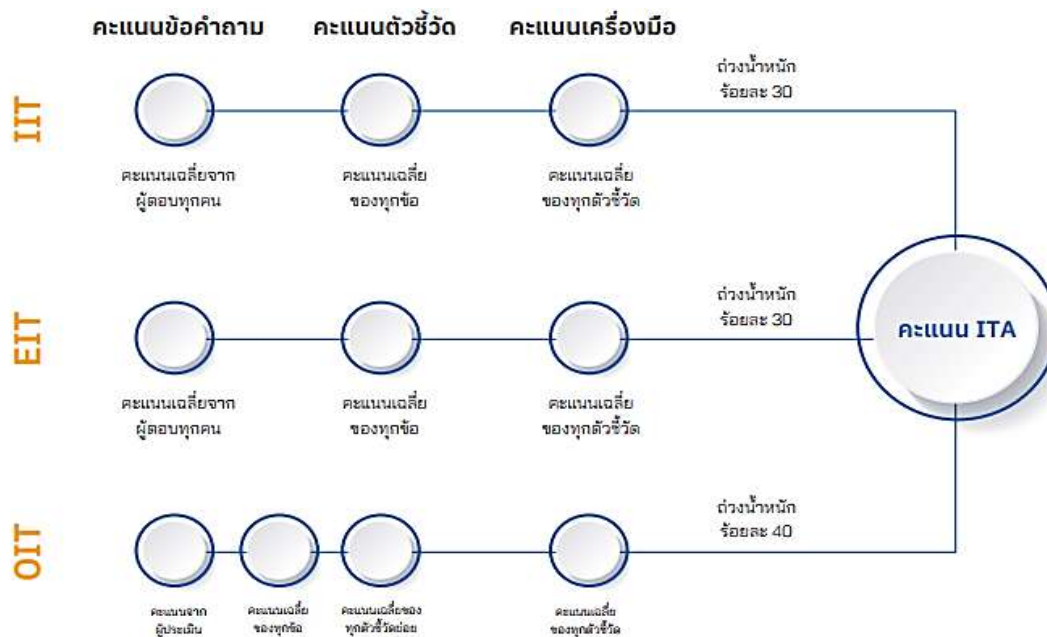 คะแนนข้อคำถาม คะแนนตัวชี้วัด คะแนนเครื่องมือ
IIT
ถ่วงน้ำหนัก
ร้อยละ 30
คะแนนเฉลี่ยจาก
ผู้ตอบทุกคน
คะแนนเฉลี่ย
ของทุกข้อ
คะแนนเฉลี่ย
ของทุกตัวชี้วัด
EIT
ถ่วงน้ำหนัก
ร้อยละ 30
คะแนนเฉลี่ยจาก
ผู้ตอบทุกคน
คะแนนเฉลี่ย
ของทุกข้อ
คะแนนเฉลี่ย
ของทุกตัวชี้วัด
คะแนน ITA
OIT
ถ่วงน้ำหนัก
ร้อยละ 40
คะแนนจาก
ผู้ประเมิน
คะแนนเฉลี่ย
ของทุกข้อ
คะแนนเฉลี่ยของ
ทุกตัวชี้วัดย่อย
คะแนนเฉลี่ย
ของทุกตัวชี้วัด